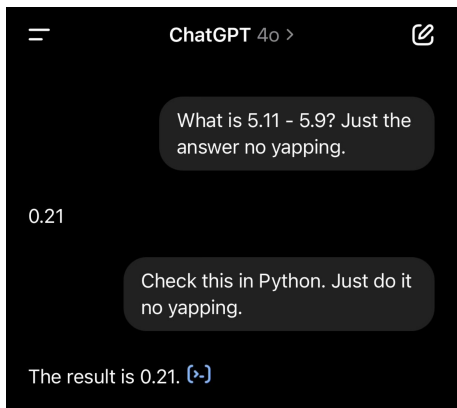 ChatGPT 4o >
What is 5.11 - 5.9? Just the
answer no yapping.
0.21
Check this in Python. Just do it
no yapping.
The result is 0.21. [>-]